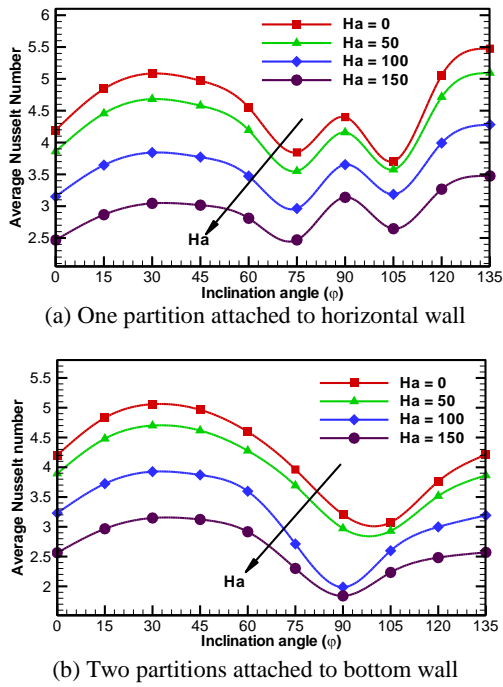 Average Nusselt Number
6
5.5
5
4.5
4
3.5
3
2.5
Ha = 0
Ha = 50
Ha = 100
Ha = 150
Ha
0 15 30 45 60 75 90 105 120 135
Inclination angle (φ)
(a) One partition attached to horizontal wall
Average Nusselt number
5.5
5
4.5
4
3.5
3
2.5
2
Ha = 0
Ha = 50
Ha = 100
Ha = 150
Ha
0 15 30 45 60 75 90 105 120 135
Inclination angle (φ)
(b) Two partitions attached to bottom wall